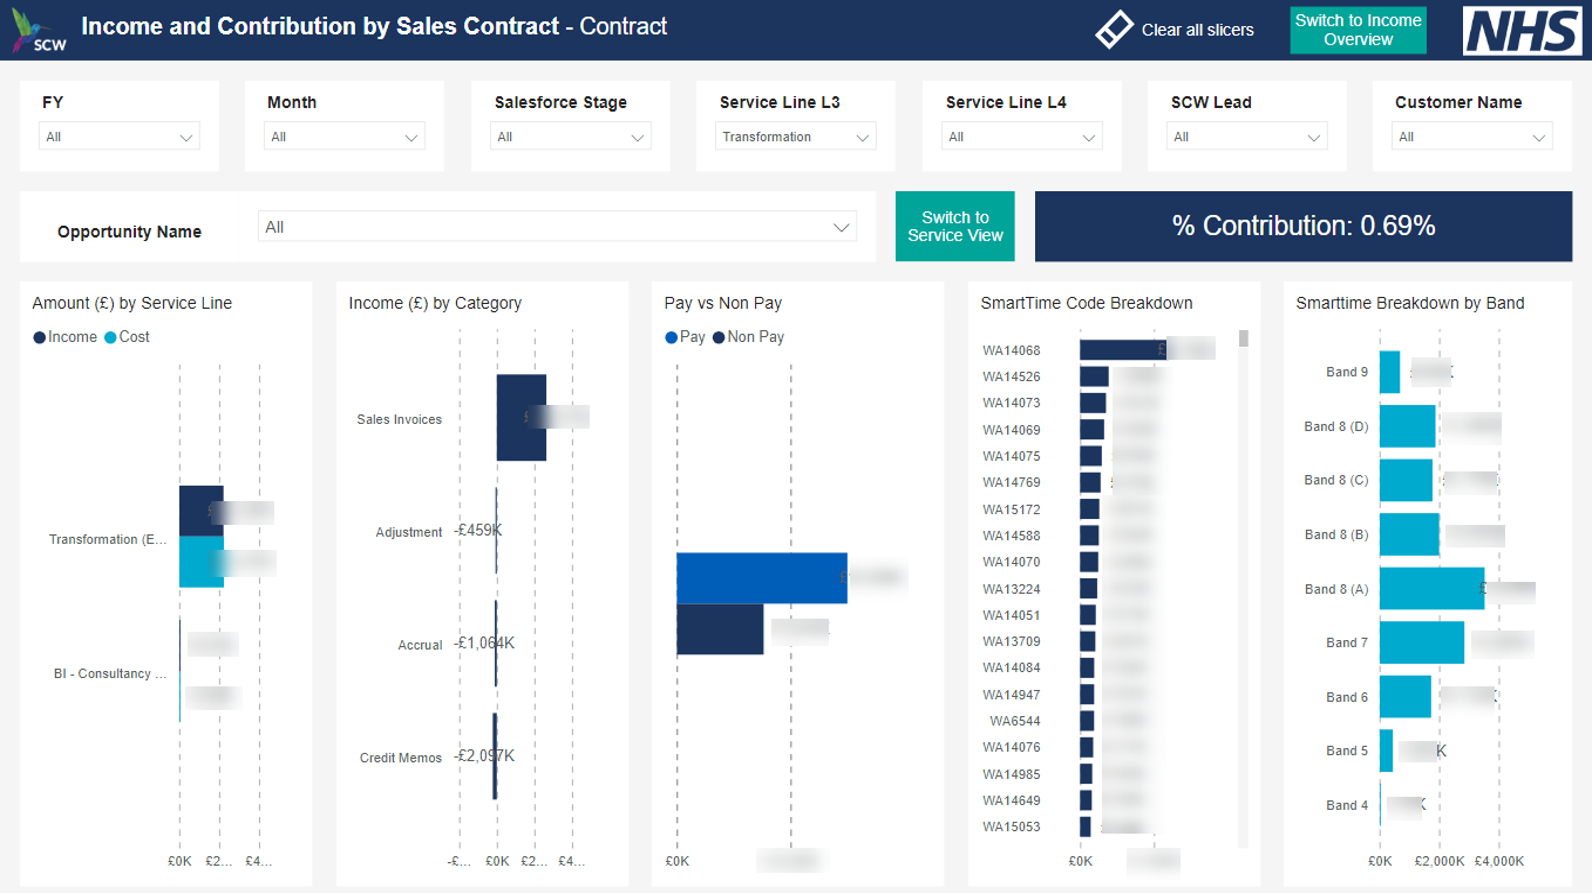 SCW
Income and Contribution by Sales Contract - Contract
Clear all slicers
Switch to Income
Overview
NHS
FY
All
Month
All
Salesforce Stage
All
Service Line L3
Transformation
Service Line L4
All
SCW Lead
All
Customer Name
All
Opportunity Name
All
Switch to
Service View
% Contribution: 0.69%
Amount (£) by Service Line
Income Cost
Transformation (E...
BI - Consultancy ...
£0K £2... £4...
Income (£) by Category
Sales Invoices
Adjustment -£459K
Accrual -£1,064K
Credit Memos -£2,097K
-£... £0K £2... £4...
Pay vs Non Pay
Pay Non Pay
£0K
SmartTime Code Breakdown
WA14068
WA14526
WA14073
WA14069
WA14075
WA14769
WA15172
WA14588
WA14070
WA13224
WA14051
WA13709
WA14084
WA14947
WA6544
WA14076
WA14985
WA14649
WA15053
£0K
Smarttime Breakdown by Band
Band 9
Band 8 (D)
Band 8 (C)
Band 8 (B)
Band 8 (A)
Band 7
Band 6
Band 5
Band 4
£0K £2,000K £4,000K